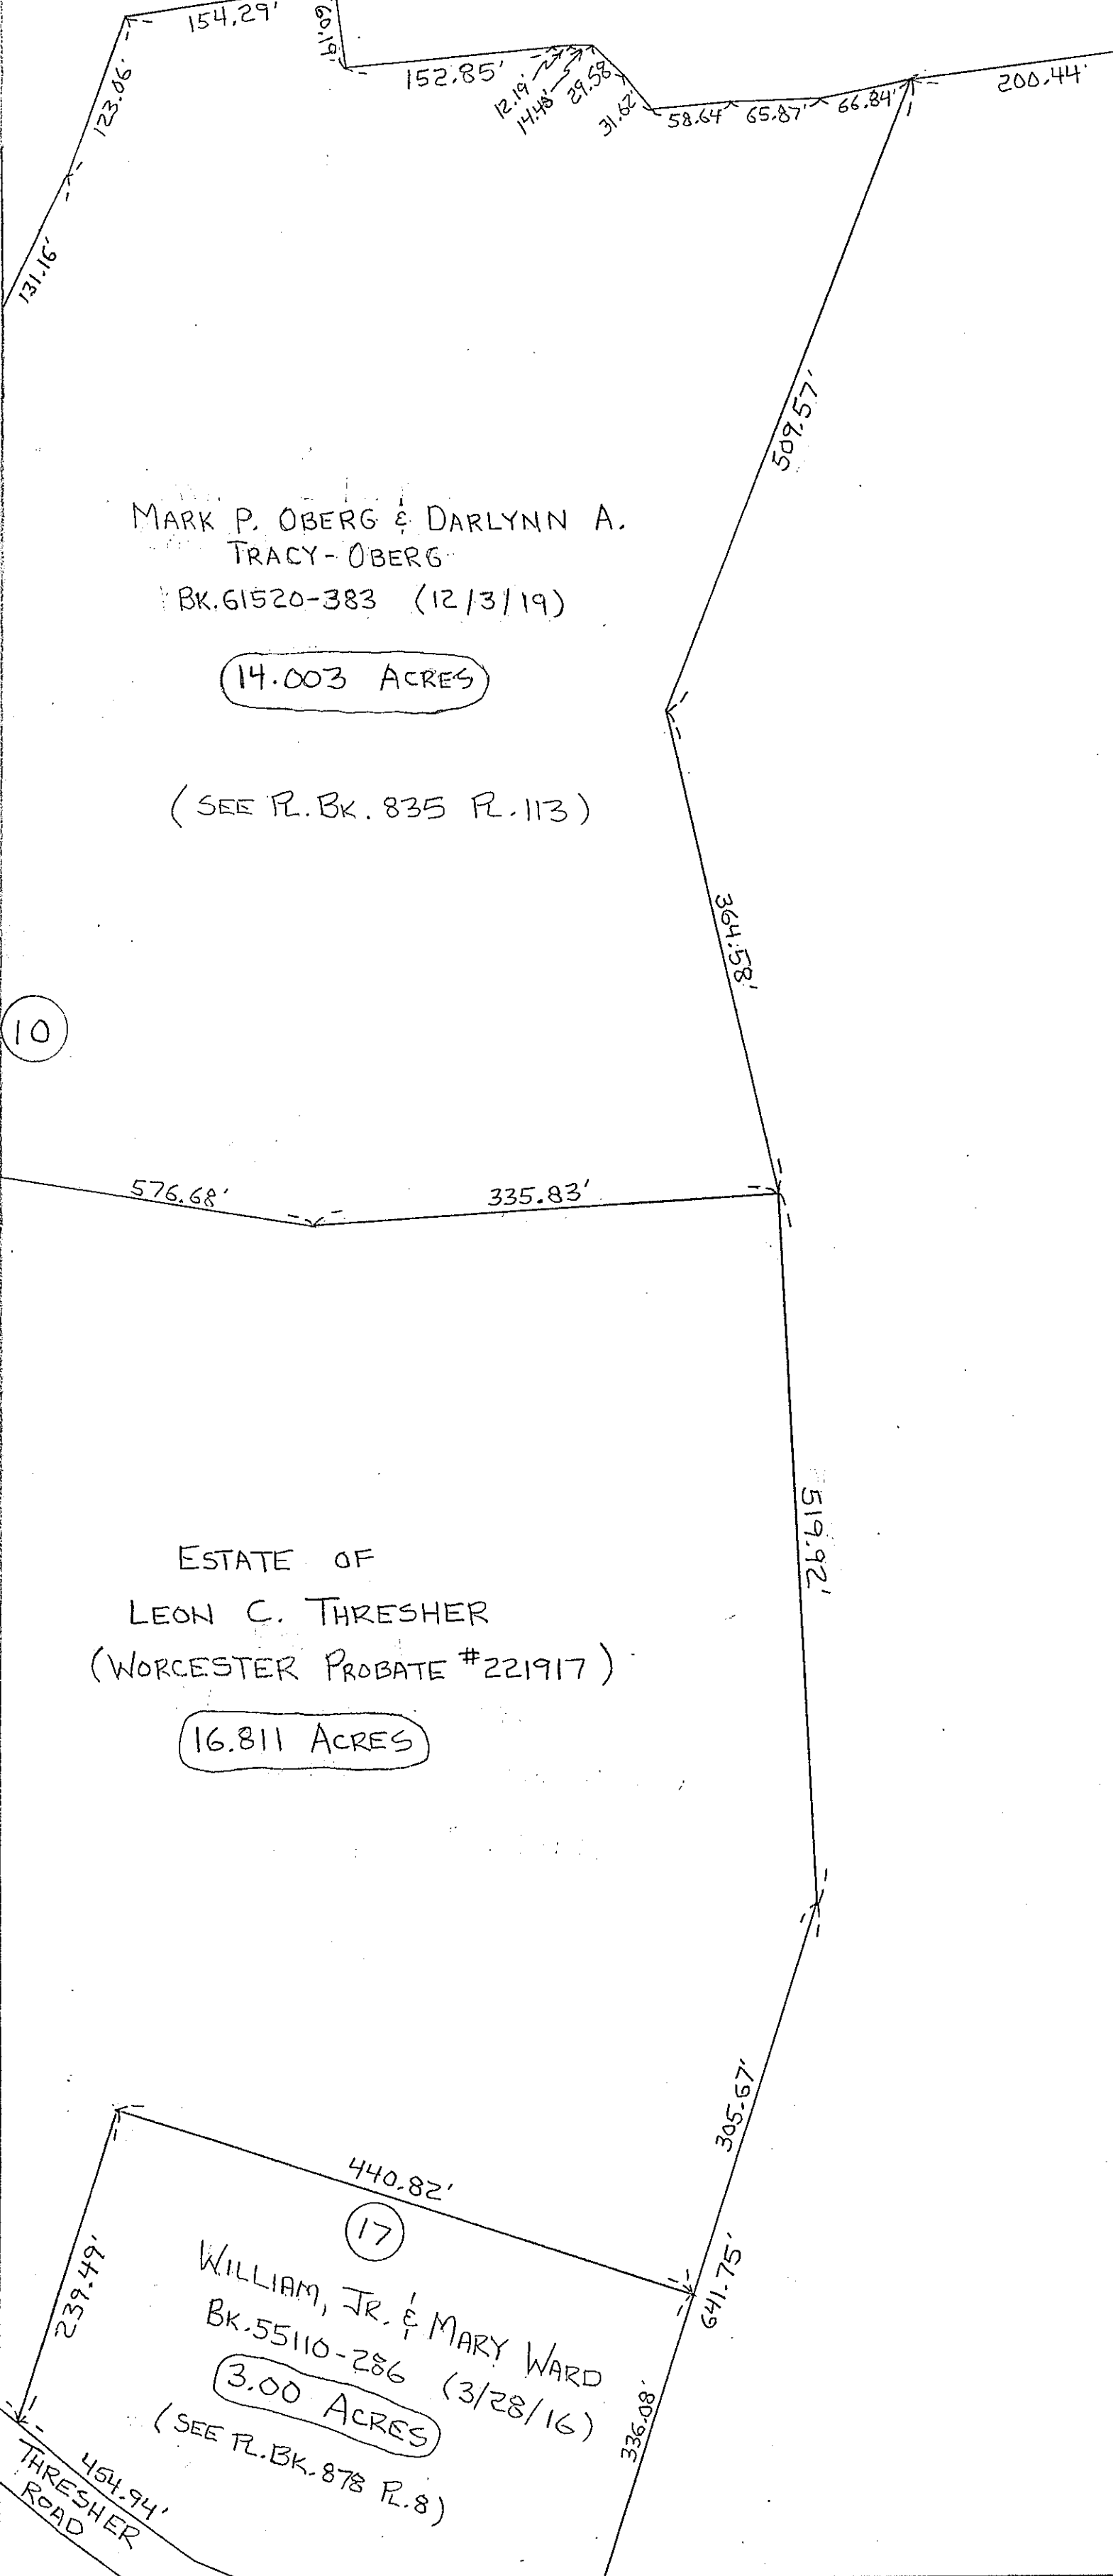 154.29'
60.19'
123.06'
152.85'
12.19'
14.48'
29.58'
31.62'
58.64'
65.87'
66.84'
200.44'
131.16'
509.57'
MARK P. OBERG & DARLYNN A.
TRACY-OBERG
BK.61520-383 (12/3/19)
14.003 ACRES
(SEE PL.BK.835 PL.113)
364.58'
10
576.68'
335.83'
519.92'
ESTATE OF
LEON C. THRESHER
(WORCESTER PROBATE #221917)
16.811 ACRES
305.67'
440.82'
17
641.75'
239.49'
WILLIAM, JR. & MARY WARD
BK.55110-286 (3/28/16)
3.00 ACRES
(SEE PL.BK.878 PL.8)
336.08'
454.94'
THRESHER
ROAD